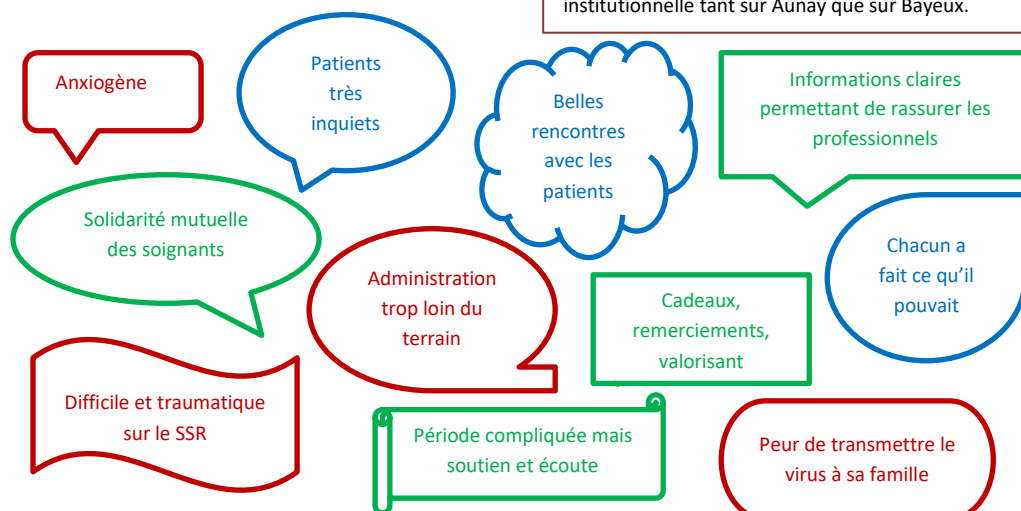 institutionnelle tant sur Aunay que sur Bayeux.
Anxiogène
Patients
très
inquiets
Belles
rencontres
avec les
patients
Informations claires
permettant de rassurer les
professionnels
Solidarité mutuelle
des soignants
Administration
trop loin du
terrain
Cadeaux,
remerciements,
valorisant
Chacun a
fait ce qu’il
pouvait
Difficile et traumatique
sur le SSR
Période compliquée mais
soutien et écoute
Peur de transmettre le
virus à sa famille